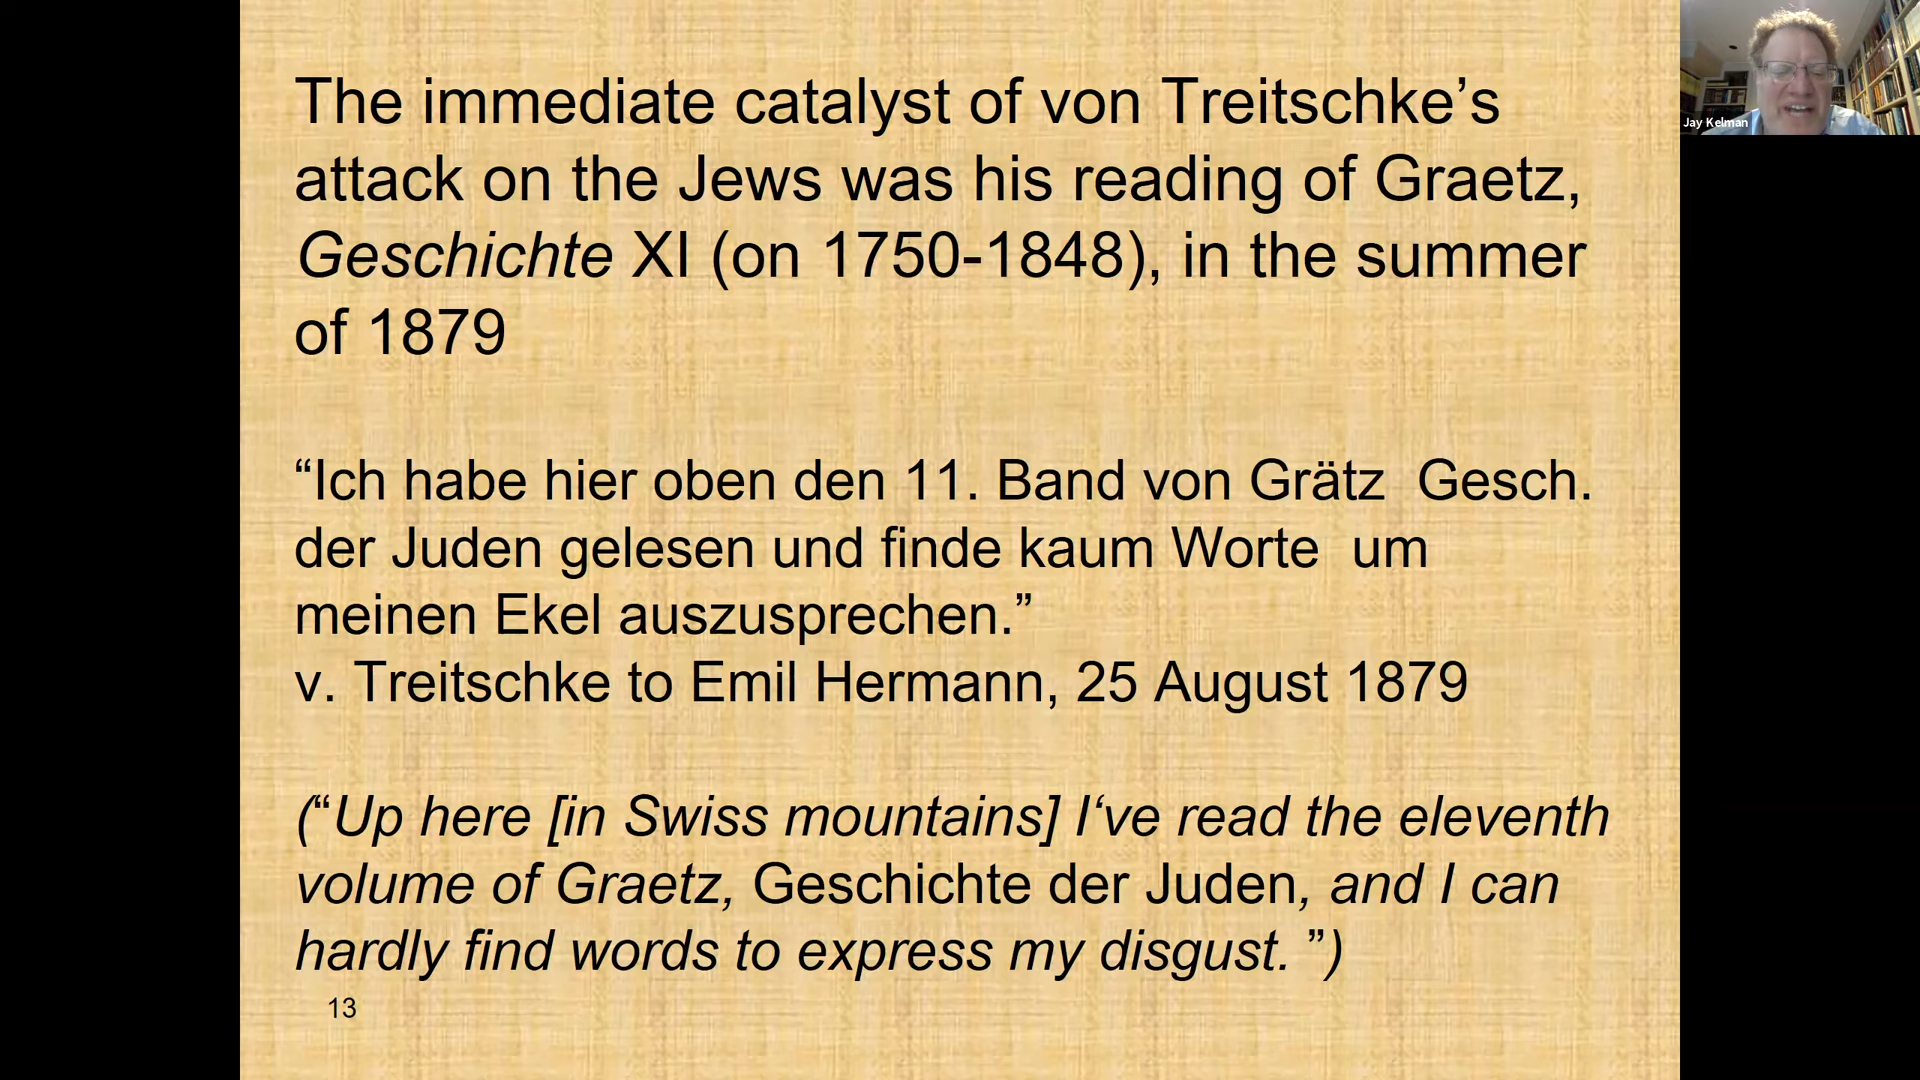 The immediate catalyst of von Treitschke’s
attack on the Jews was his reading of Graetz,
Geschichte XI (on 1750-1848), in the summer
of 1879
“Ich habe hier oben den 11. Band von Grätz  Gesch.
der Juden gelesen und finde kaum Worte  um
meinen Ekel auszusprechen.”
v. Treitschke to Emil Hermann, 25 August 1879
(“Up here [in Swiss mountains] I‘ve read the eleventh
volume of Graetz, Geschichte der Juden, and I can
hardly find words to express my disgust. ”)
13
Jay Kelman